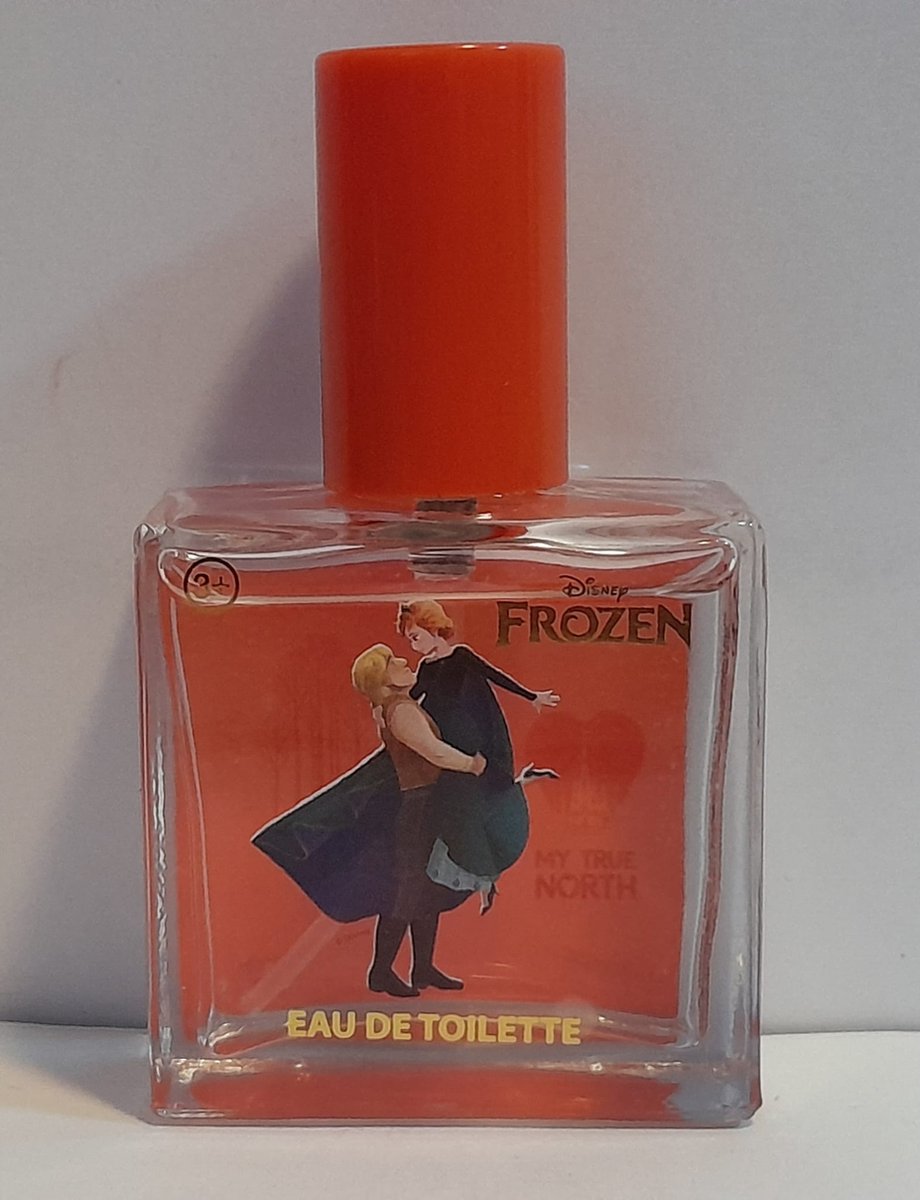 3+
Disney
FROZEN
MY TRUE
NORTH
EAU DE TOILETTE